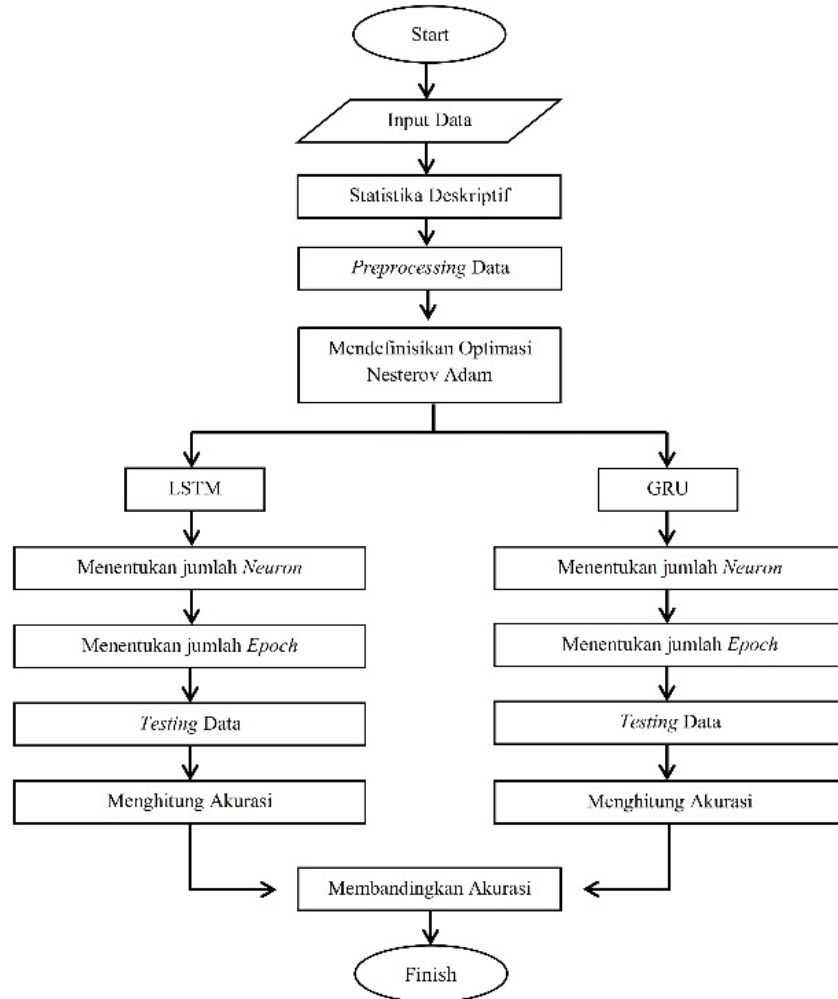 Start
Input Data
Statistika Deskriptif
Preprocessing Data
Mendefinisikan Optimasi
Nesterov Adam
LSTM
Menentukan jumlah Neuron
Menentukan jumlah Epoch
Testing Data
Menghitung Akurasi
GRU
Menentukan jumlah Neuron
Menentukan jumlah Epoch
Testing Data
Menghitung Akurasi
Membandingkan Akurasi
Finish